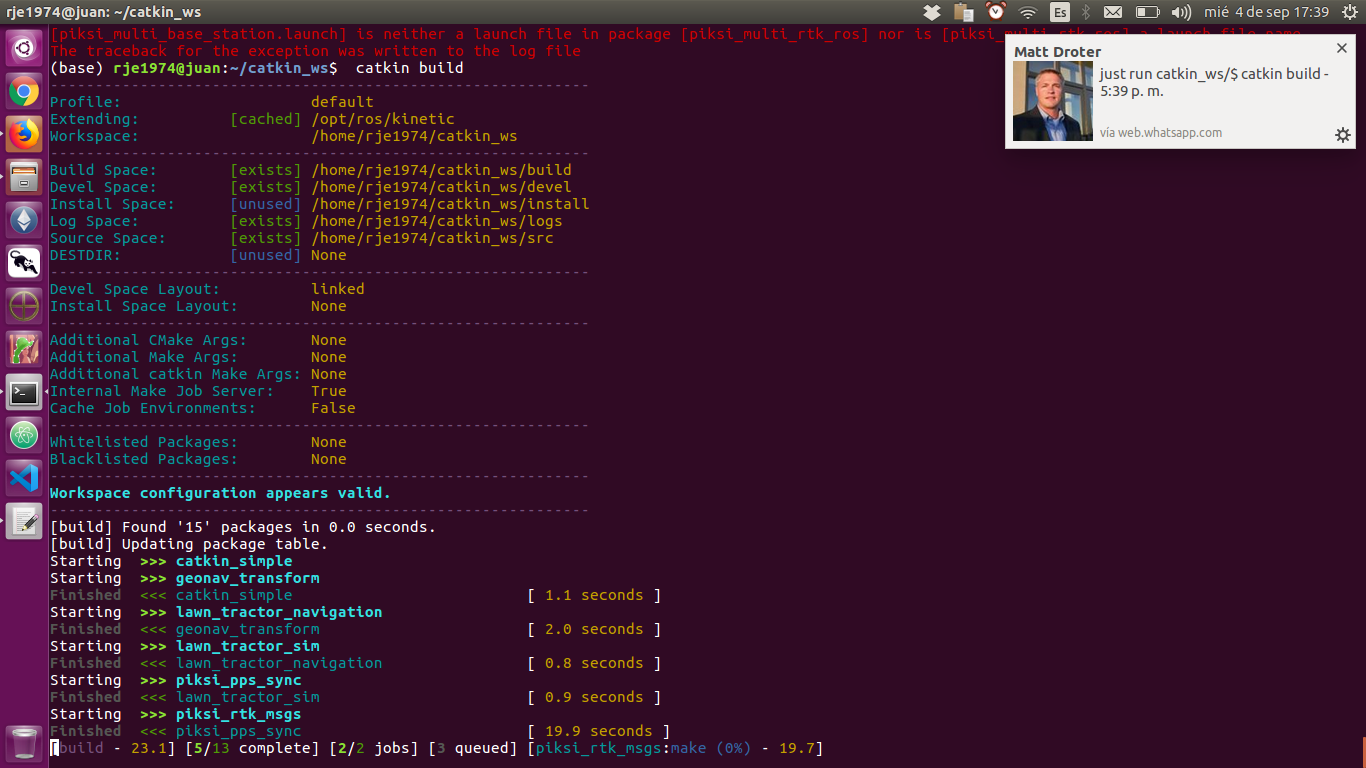 rje1974@juan: ~/catkin_ws
Es
mié 4 de sep 17:39
[piksi_multi_base_station.launch] is neither a launch file in package [piksi_multi_rtk_ros] nor is [piksi_multi_rtk_ros] a launch file name
The traceback for the exception was written to the log file
(base) rje1974@juan:~/catkin_ws$  catkin build
Matt Droter
just run catkin_ws/$ catkin build -
5:39 p. m.
vía web.whatsapp.com
Profile: default
Extending: [cached] /opt/ros/kinetic
Workspace: /home/rje1974/catkin_ws
Build Space: [exists] /home/rje1974/catkin_ws/build
Devel Space: [exists] /home/rje1974/catkin_ws/devel
Install Space: [unused] /home/rje1974/catkin_ws/install
Log Space: [exists] /home/rje1974/catkin_ws/logs
Source Space: [exists] /home/rje1974/catkin_ws/src
DESTDIR: [unused] None
Devel Space Layout: linked
Install Space Layout: None
Additional CMake Args: None
Additional Make Args: None
Additional catkin Make Args: None
Internal Make Job Server: True
Cache Job Environments: False
Whitelisted Packages: None
Blacklisted Packages: None
Workspace configuration appears valid.
[build] Found '15' packages in 0.0 seconds.
[build] Updating package table.
Starting  >>> catkin_simple
Starting  >>> geonav_transform
Finished  <<< catkin_simple [ 1.1 seconds ]
Starting  >>> lawn_tractor_navigation
Finished  <<< geonav_transform [ 2.0 seconds ]
Starting  >>> lawn_tractor_sim
Finished  <<< lawn_tractor_navigation [ 0.8 seconds ]
Starting  >>> piksi_pps_sync
Finished  <<< lawn_tractor_sim [ 0.9 seconds ]
Starting  >>> piksi_rtk_msgs
Finished  <<< piksi_pps_sync [ 19.9 seconds ]
[build - 23.1] [5/13 complete] [2/2 jobs] [3 queued] [piksi_rtk_msgs:make (0%) - 19.7]